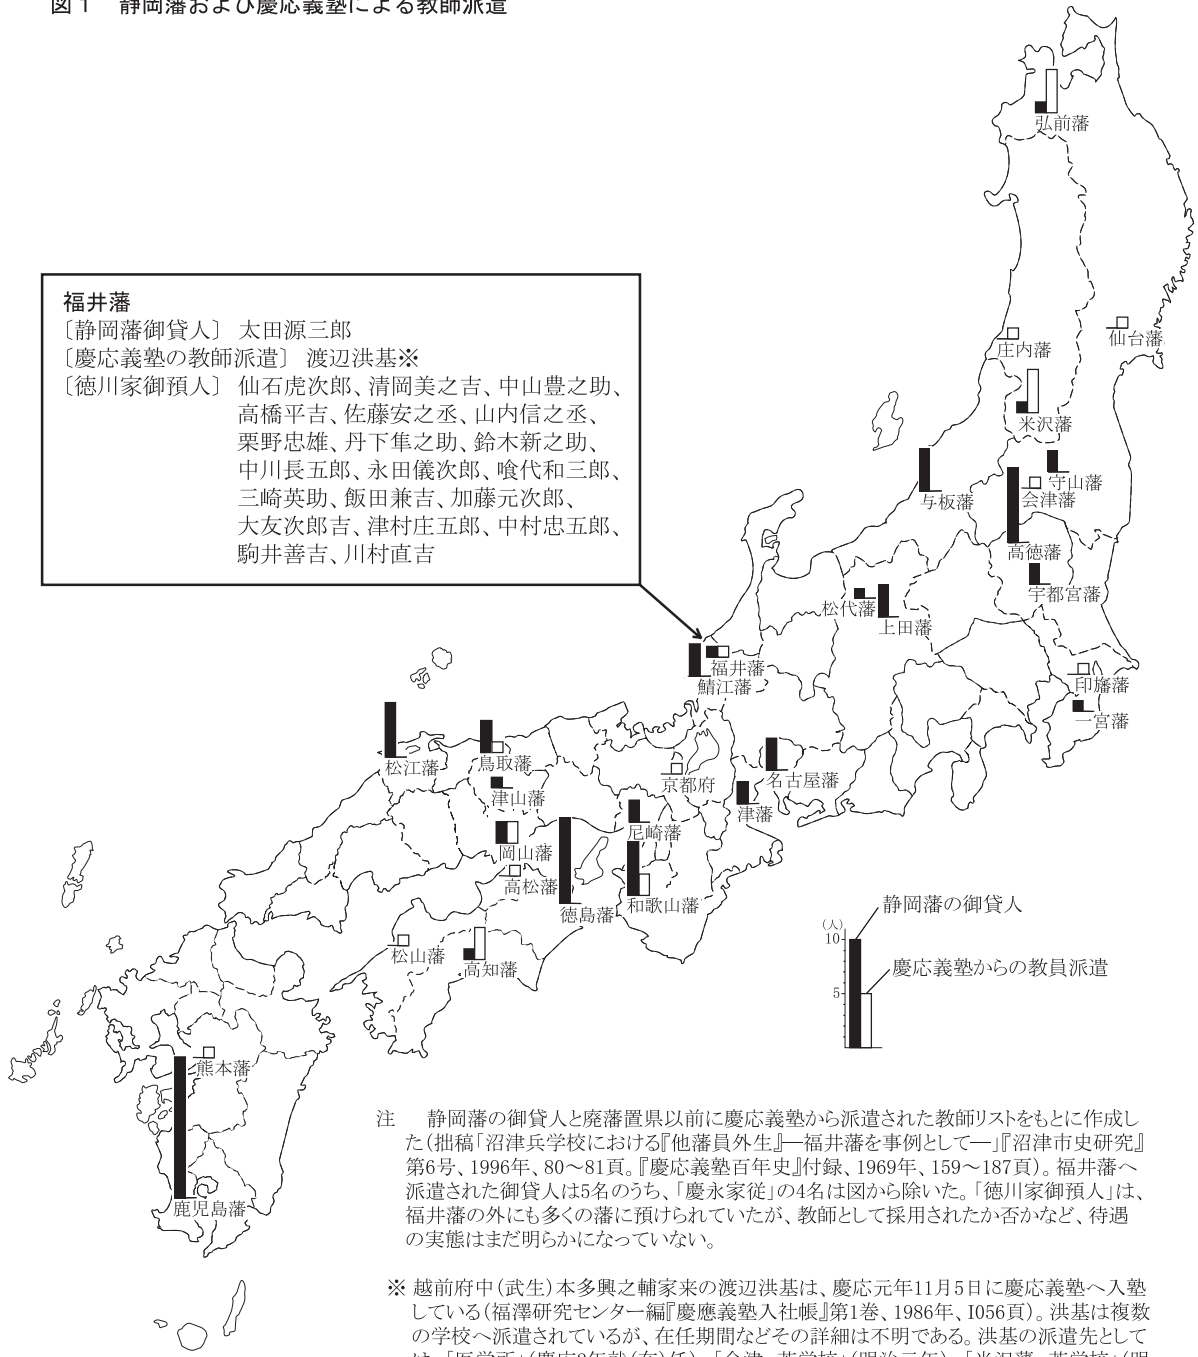 図1　静岡藩および慶応義塾による教師派遣
弘前藩
仙台藩
庄内藩
米沢藩
福井藩
〔静岡藩御貸人〕 太田源三郎
〔慶応義塾の教師派遣〕 渡辺洪基※
〔徳川家御預人〕 仙石虎次郎、清岡美之吉、中山豊之助、
高橋平吉、佐藤安之丞、山内信之丞、
栗野忠雄、丹下隼之助、鈴木新之助、
中川長五郎、永田儀次郎、喰代和三郎、
三崎英助、飯田兼吉、加藤元次郎、
大友次郎吉、津村庄五郎、中村忠五郎、
駒井善吉、川村直吉
守山藩
会津藩
与板藩
高徳藩
宇都宮藩
松代藩
上田藩
福井藩
鯖江藩
印旛藩
一宮藩
松江藩
鳥取藩
京都府
名古屋藩
津山藩
津藩
尼崎藩
岡山藩
高松藩
徳島藩
和歌山藩
松山藩
高知藩
熊本藩
鹿児島藩
静岡藩の御貸人
(人)
10
慶応義塾からの教員派遣
5
注　静岡藩の御貸人と廃藩置県以前に慶応義塾から派遣された教師リストをもとに作成し
た（拙稿「沼津兵学校における『他藩員外生』―福井藩を事例として―」『沼津市史研究』
第6号、1996年、80～81頁。『慶応義塾百年史』付録、1969年、159～187頁）。福井藩へ
派遣された御貸人は5名のうち、「慶永家従」の4名は図から除いた。「徳川家御預人」は、
福井藩の外にも多くの藩に預けられていたが、教師として採用されたか否かなど、待遇
の実態はまだ明らかになっていない。
※ 越前府中（武生）本多興之輔家来の渡辺洪基は、慶応元年11月5日に慶応義塾へ入塾
している（福澤研究センター編『慶應義塾入社帳』第1巻、1986年、I056頁）。洪基は複数
の学校へ派遣されているが、在任期間などその詳細は不明である。洪基の派遣先として